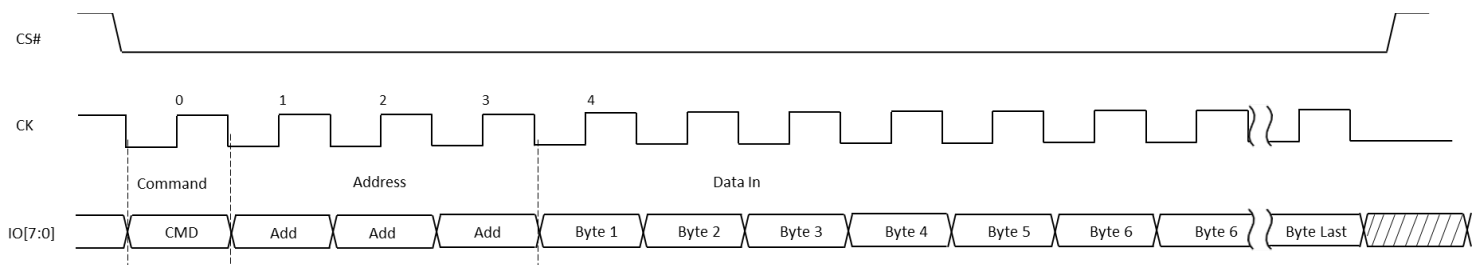 CS#
0 1 2 3 4
CK
Command Address Data In
IO[7:0] CMD Add Add Add Byte 1 Byte 2 Byte 3 Byte 4 Byte 5 Byte 6 Byte 6 Byte Last